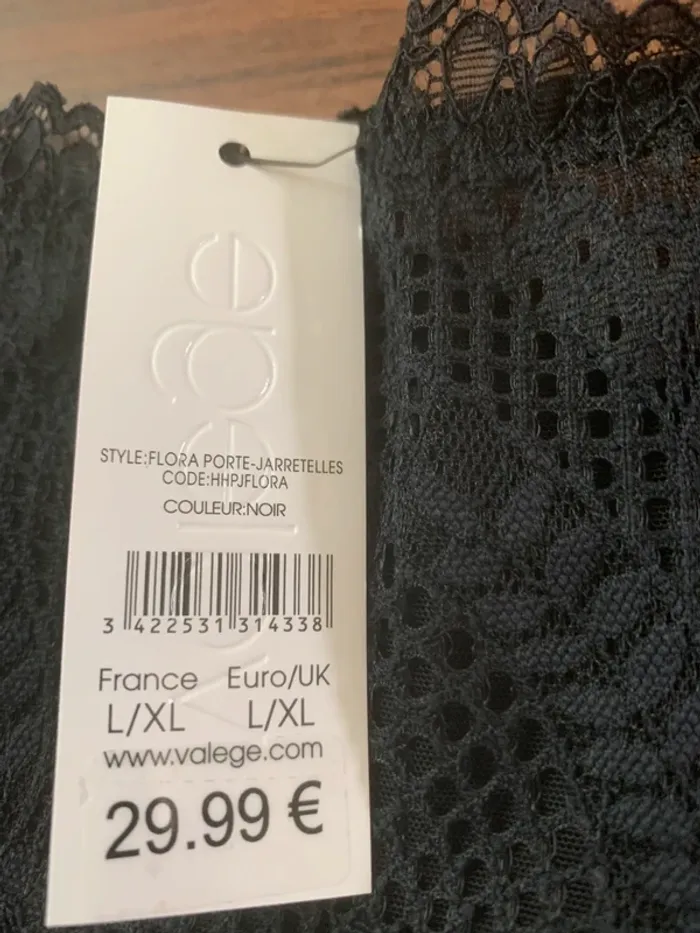 valege
STYLE:FLORA PORTE-JARRETELLES
CODE:HHPJFLORA
COULEUR:NOIR
3 422531 314338
France Euro/UK
L/XL L/XL
www.valege.com
29.99 €